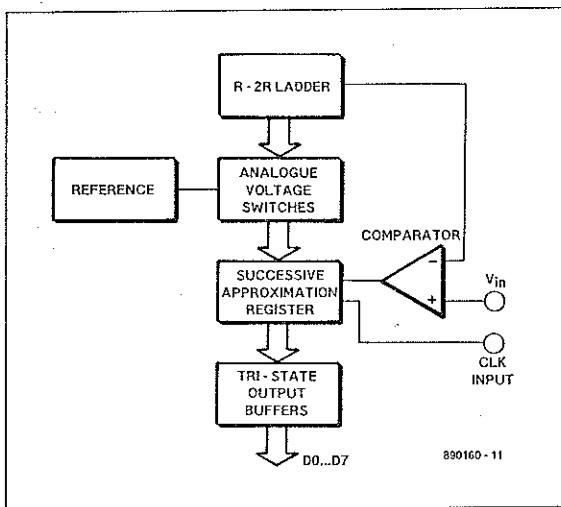 R - 2R LADDER
REFERENCE
ANALOGUE
VOLTAGE
SWITCHES
COMPARATOR
−
+
Vin
SUCCESSIVE
APPROXIMATION
REGISTER
CLK
INPUT
TRI - STATE
OUTPUT
BUFFERS
D0,..D7
890160 - 11